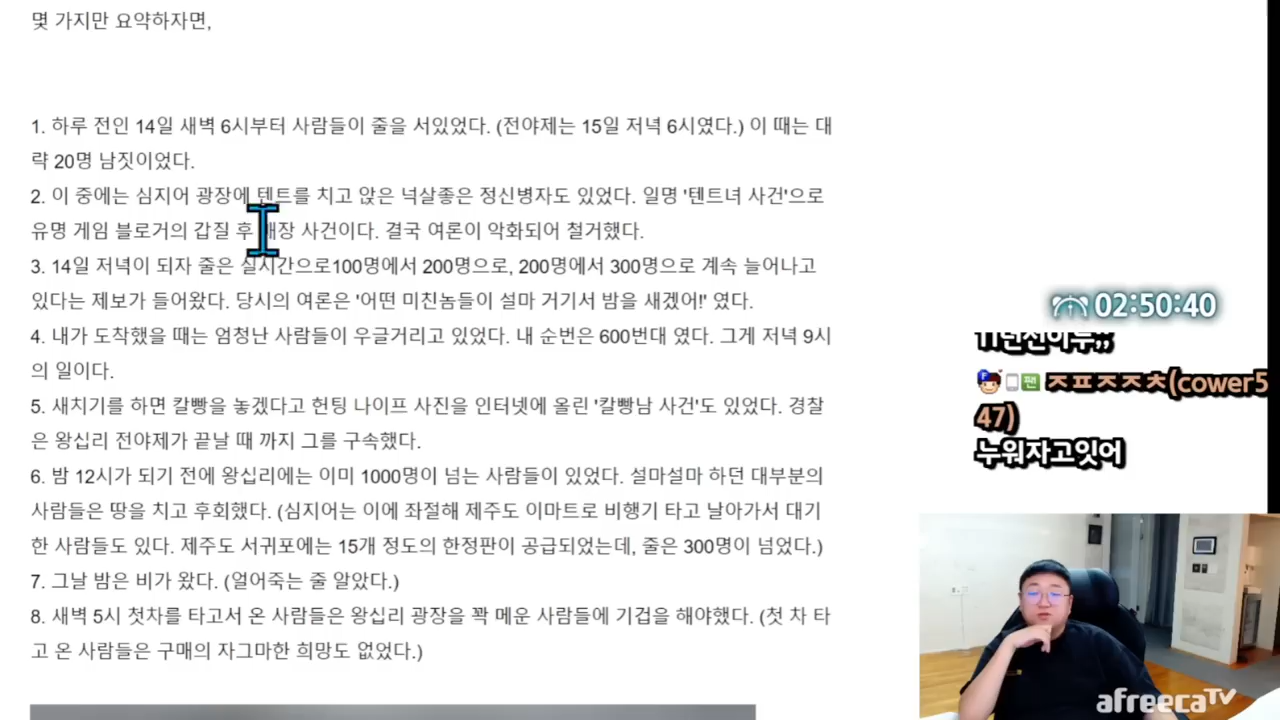 몇 가지만 요약하자면,
1. 하루 전인 14일 새벽 6시부터 사람들이 줄을 서있었다. (전야제는 15일 저녁 6시였다.) 이 때는 대
략 20명 남짓이었다.
2. 이 중에는 심지어 광장에 텐트를 치고 앉은 넉살좋은 정신병자도 있었다. 일명 '텐트녀 사건'으로
유명 게임 블로거의 갑질 후 매장 사건이다. 결국 여론이 악화되어 철거했다.
3. 14일 저녁이 되자 줄은 실시간으로100명에서 200명으로, 200명에서 300명으로 계속 늘어나고
있다는 제보가 들어왔다. 당시의 여론은 '어떤 미친놈들이 설마 거기서 밤을 새겠어!' 였다.
4. 내가 도착했을 때는 엄청난 사람들이 우글거리고 있었다. 내 순번은 600번대 였다. 그게 저녁 9시
의 일이다.
5. 새치기를 하면 칼빵을 놓겠다고 헌팅 나이프 사진을 인터넷에 올린 '칼빵남 사건'도 있었다. 경찰
은 왕십리 전야제가 끝날 때 까지 그를 구속했다.
6. 밤 12시가 되기 전에 왕십리에는 이미 1000명이 넘는 사람들이 있었다. 설마설마 하던 대부분의
사람들은 땅을 치고 후회했다. (심지어는 이에 좌절해 제주도 이마트로 비행기 타고 날아가서 대기
한 사람들도 있다. 제주도 서귀포에는 15개 정도의 한정판이 공급되었는데, 줄은 300명이 넘었다.)
7. 그날 밤은 비가 왔다. (얼어죽는 줄 알았다.)
8. 새벽 5시 첫차를 타고서 온 사람들은 왕십리 광장을 꽉 메운 사람들에 기겁을 해야했다. (첫 차 타
고 온 사람들은 구매의 자그마한 희망도 없었다.)
02:50:40
팬 ㅈㅍㅈㅈㅊ(cower5
47)
누워자고잇어
afreecaTV